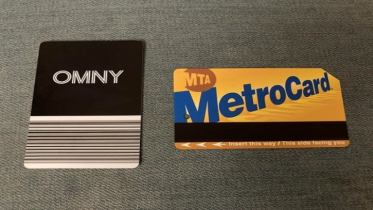 OMNY
MTA
MetroCard
Insert this way / This side facing you